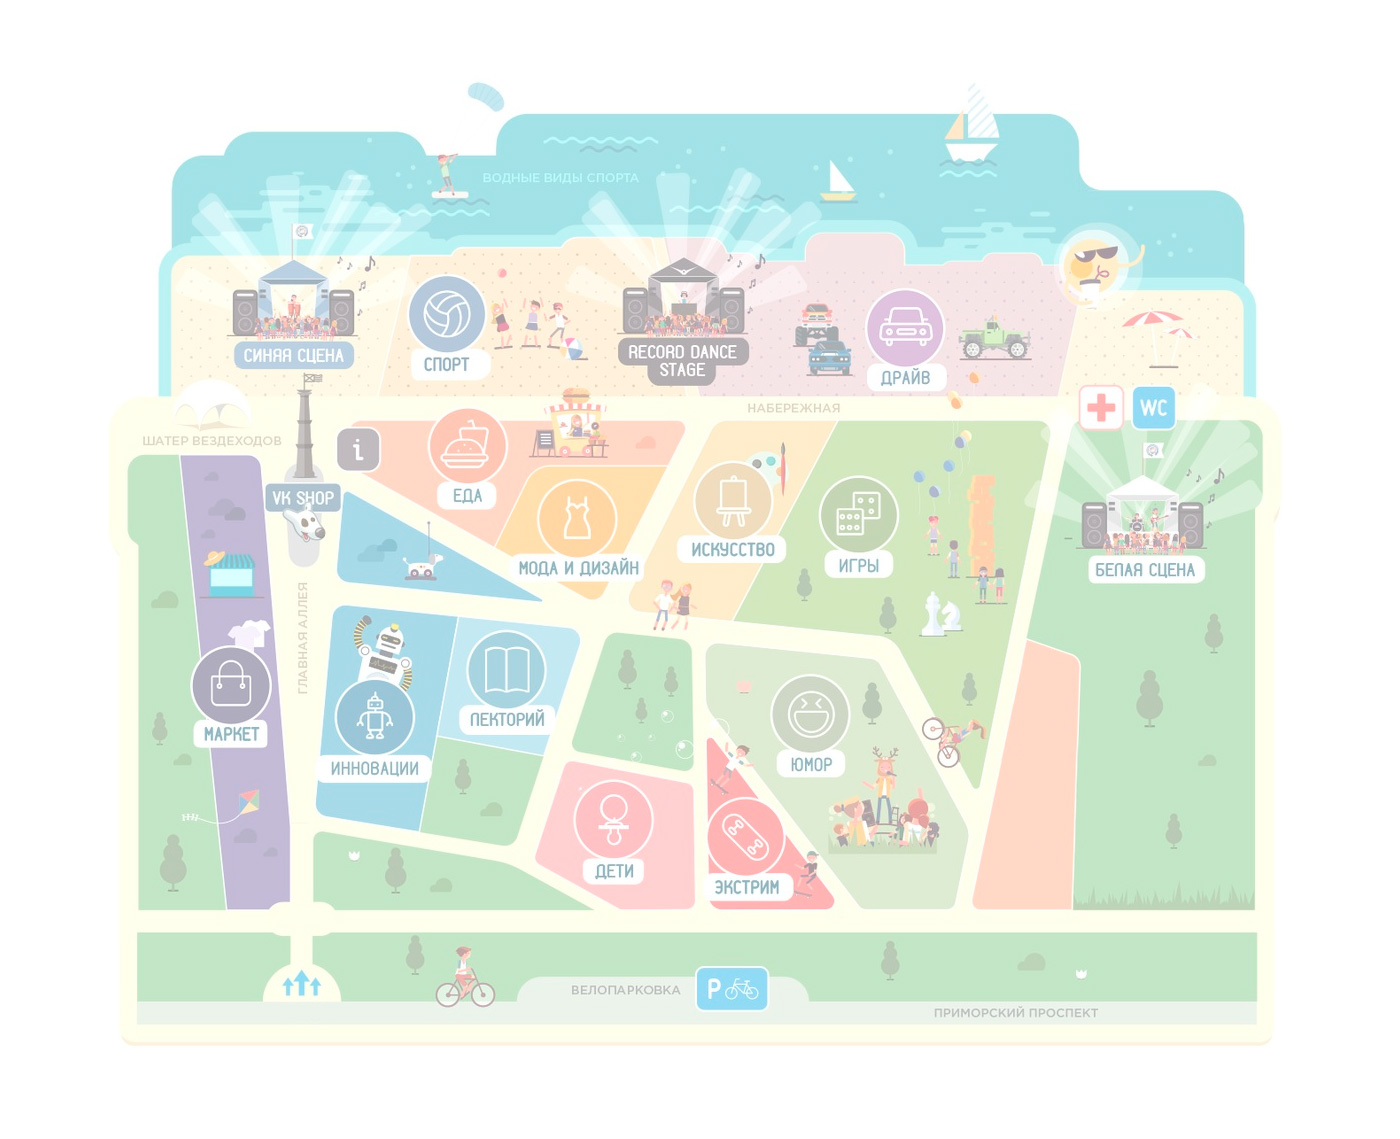 ВОДНЫЕ ВИДЫ СПОРТА
СИНЯЯ СЦЕНА
СПОРТ
RECORD DANCE
STAGE
ДРАЙВ
НАБЕРЕЖНАЯ
WC
ШАТЕР ВЕЗДЕХОДОВ
i
VK SHOP
ЕДА
МОДА И ДИЗАЙН
ИСКУССТВО
ИГРЫ
БЕЛАЯ СЦЕНА
ГЛАВНАЯ АЛЛЕЯ
МАРКЕТ
ИННОВАЦИИ
ЛЕКТОРИЙ
ЮМОР
ДЕТИ
ЭКСТРИМ
ВЕЛОПАРКОВКА
P
ПРИМОРСКИЙ ПРОСПЕКТ